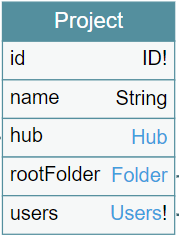 Project
id ID!
name String
hub Hub
rootFolder Folder
users Users!